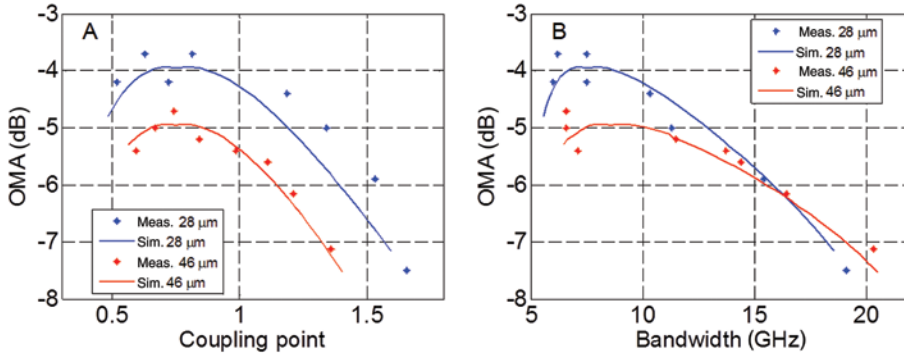 A
OMA (dB)
-3
-4
-5
-6
-7
-8
0.5
1
1.5
Coupling point
Meas. 28 μm
Sim. 28 μm
Meas. 46 μm
Sim. 46 μm
B
OMA (dB)
-3
-4
-5
-6
-7
-8
5
10
15
20
Bandwidth (GHz)
Meas. 28 μm
Sim. 28 μm
Meas. 46 μm
Sim. 46 μm